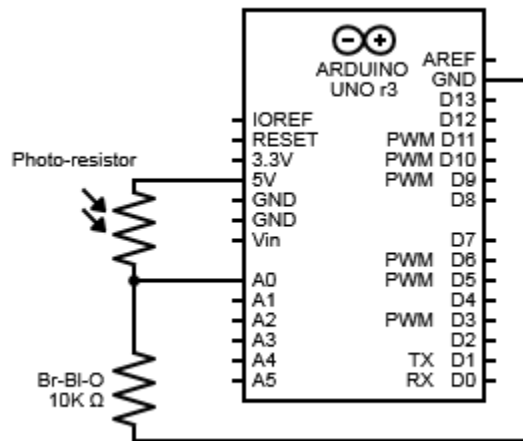 ARDUINO
UNO r3
AREF
GND
D13
IOREF D12
RESET PWM D11
3.3V PWM D10
5V PWM D9
GND D8
GND
Vin D7
PWM D6
A0 PWM D5
A1 D4
A2 PWM D3
A3 D2
A4 TX D1
A5 RX D0
Photo-resistor
Br-Bl-O
10K Ω